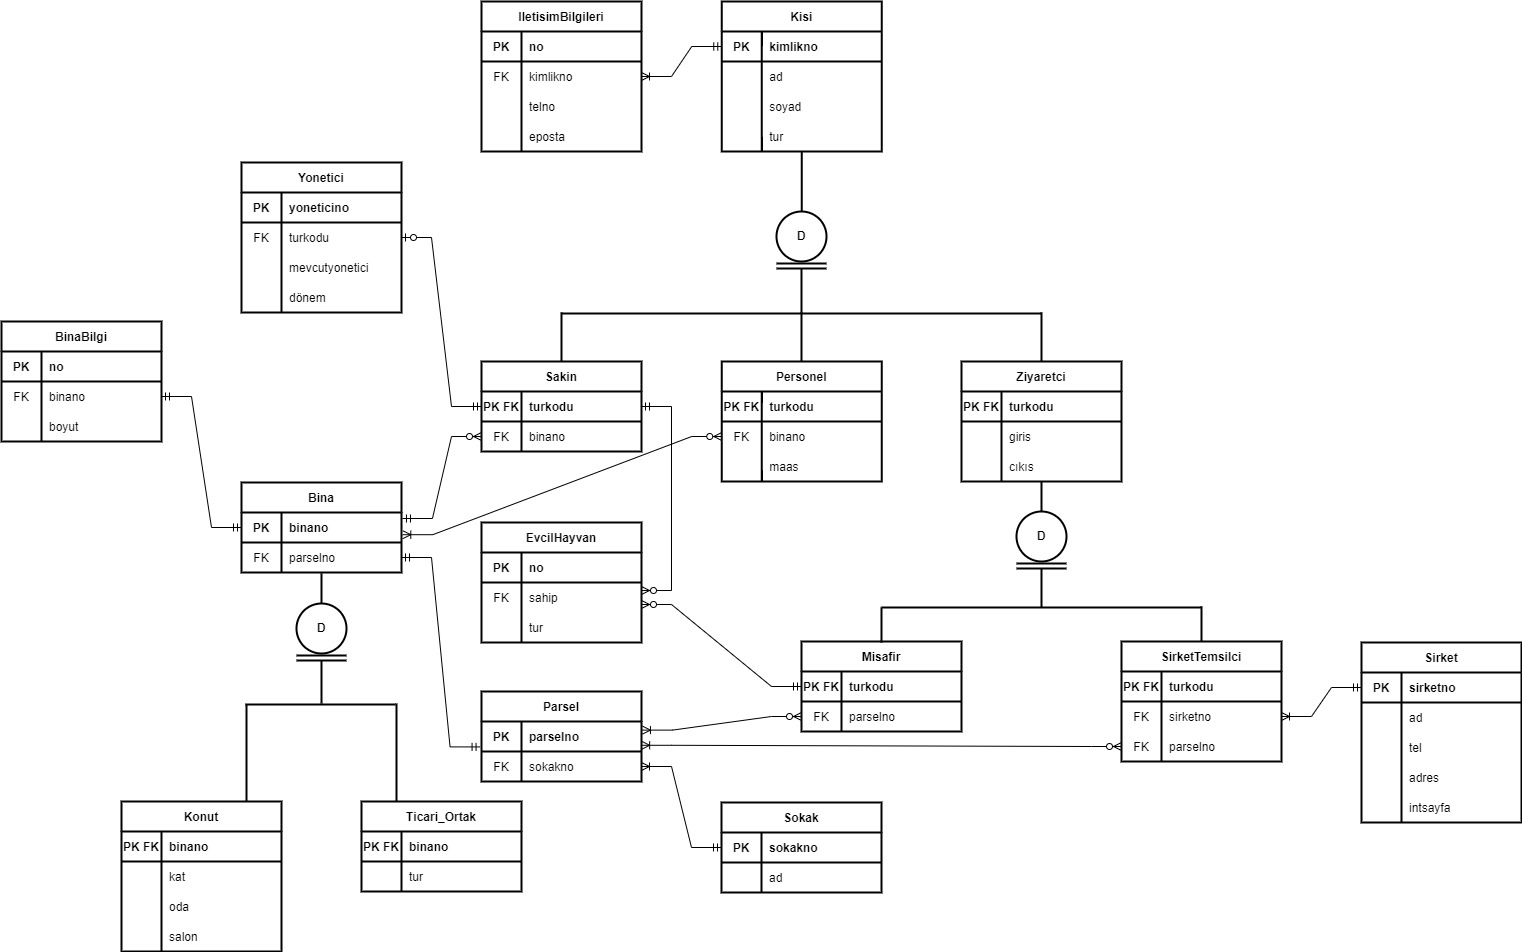 IletisimBilgileri
PK no
FK kimlikno
telno
eposta
Kisi
PK kimlikno
ad
soyad
tur
D
Yonetici
PK yoneticino
FK turkodu
mevcutyonetici
dönem
BinaBilgi
PK no
FK binano
boyut
Sakin
PK FK turkodu
FK binano
Personel
PK FK turkodu
FK binano
maas
Ziyaretci
PK FK turkodu
giris
cıkıs
Bina
PK binano
FK parselno
D
EvcilHayvan
PK no
FK sahip
tur
D
Misafir
PK FK turkodu
FK parselno
SirketTemsilci
PK FK turkodu
FK sirketno
FK parselno
Sirket
PK sirketno
ad
tel
adres
intsayfa
Parsel
PK parselno
FK sokakno
Konut
PK FK binano
kat
oda
salon
Ticari_Ortak
PK FK binano
tur
Sokak
PK sokakno
ad